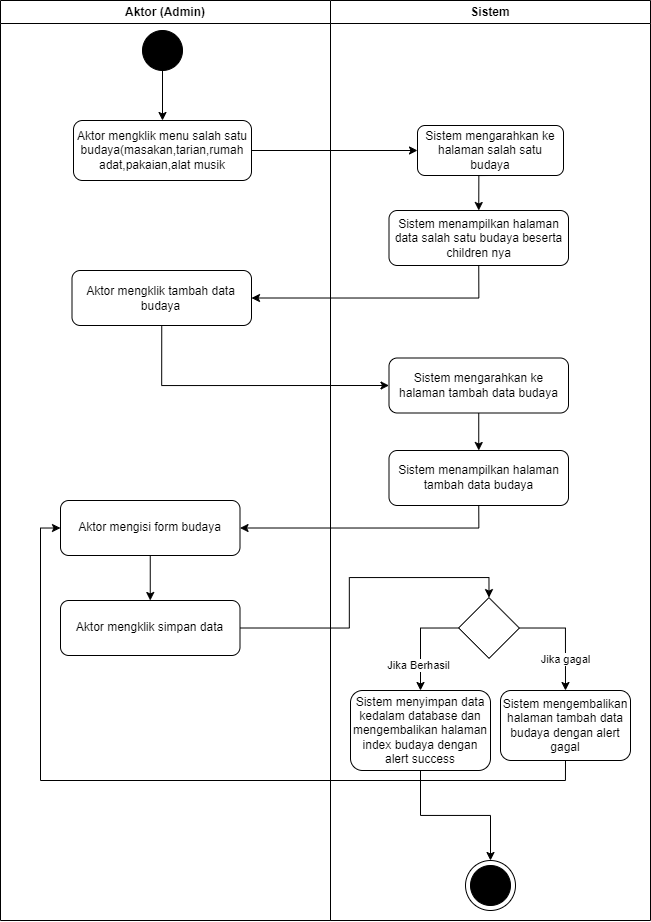 Aktor (Admin)
Sistem
Aktor mengklik menu salah satu
budaya(masakan,tarian,rumah
adat,pakaian,alat musik
Sistem mengarahkan ke
halaman salah satu
budaya
Sistem menampilkan halaman
data salah satu budaya beserta
children nya
Aktor mengklik tambah data
budaya
Sistem mengarahkan ke
halaman tambah data budaya
Sistem menampilkan halaman
tambah data budaya
Aktor mengisi form budaya
Aktor mengklik simpan data
Jika Berhasil
Jika gagal
Sistem menyimpan data
kedalam database dan
mengembalikan halaman
index budaya dengan
alert success
Sistem mengembalikan
halaman tambah data
budaya dengan alert
gagal